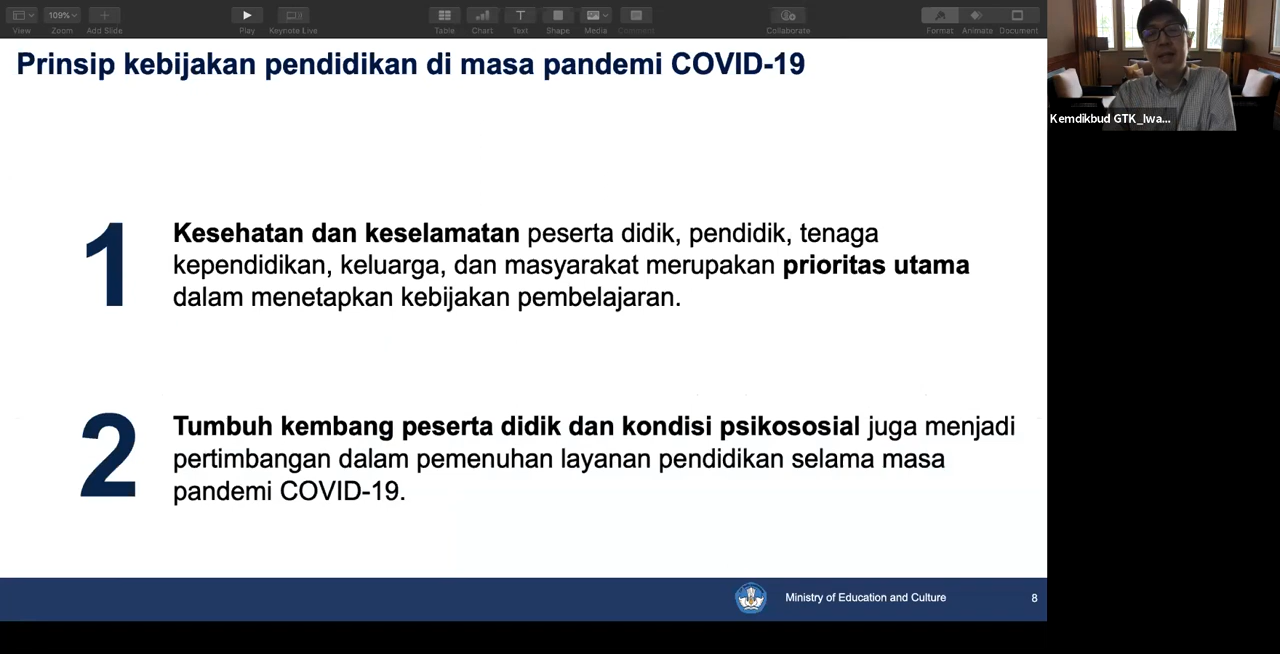 View
109%
Zoom
Add Slide
Play
Keynote Live
Table
Chart
Text
Shape
Media
Comment
Collaborate
Format
Animate
Document
Prinsip kebijakan pendidikan di masa pandemi COVID-19
Kemdikbud GTK_Iwa...
1
Kesehatan dan keselamatan peserta didik, pendidik, tenaga
kependidikan, keluarga, dan masyarakat merupakan prioritas utama
dalam menetapkan kebijakan pembelajaran.
2
Tumbuh kembang peserta didik dan kondisi psikososial juga menjadi
pertimbangan dalam pemenuhan layanan pendidikan selama masa
pandemi COVID-19.
Ministry of Education and Culture
8